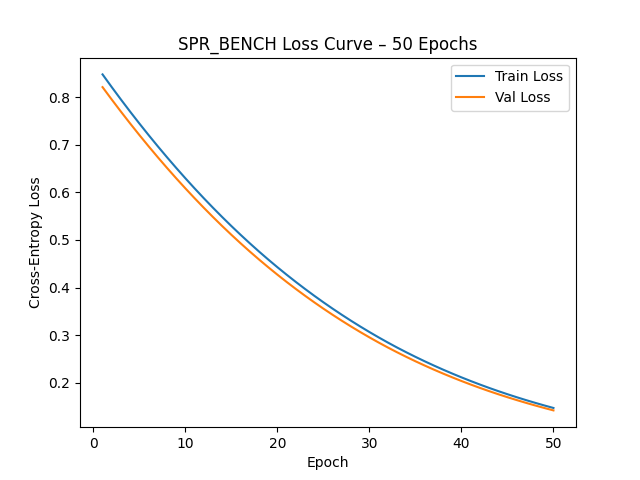 SPR_BENCH Loss Curve – 50 Epochs
Train Loss
Val Loss
Cross-Entropy Loss
0.8
0.7
0.6
0.5
0.4
0.3
0.2
0 10 20 30 40 50
Epoch